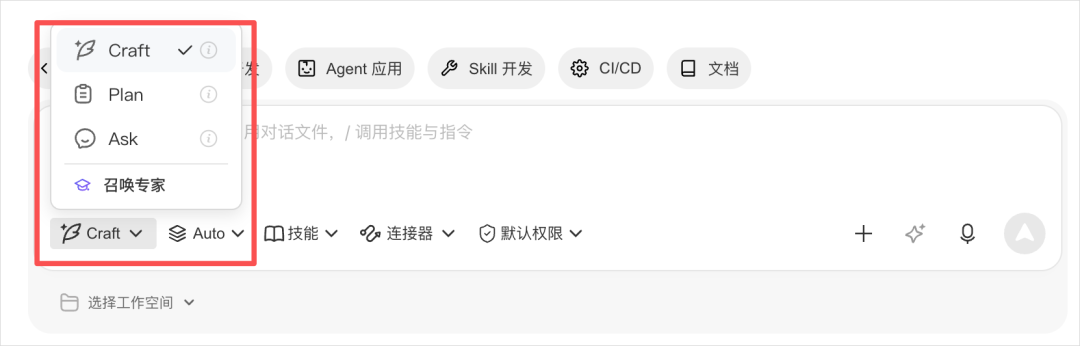 Craft
Plan
Ask
召唤专家
发
Agent 应用
Skill 开发
CI/CD
文档
用对话文件，/ 调用技能与指令
Craft
Auto
技能
连接器
默认权限
选择工作空间